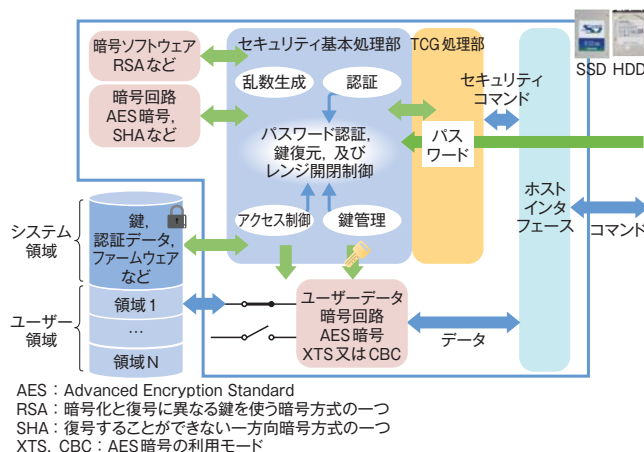 暗号ソフトウェア
RSAなど
暗号回路
AES暗号,
SHAなど
セキュリティ基本処理部
乱数生成
認証
パスワード認証,
鍵復元, 及び
レンジ開閉制御
アクセス制御
鍵管理
TCG処理部
パス
ワード
セキュリティ
コマンド
SSD HDD
ホスト
インタ
フェース
コマンド
システム
領域
鍵,
認証データ,
ファームウェア
など
ユーザー
領域
領域1
…
領域N
ユーザーデータ
暗号回路
AES暗号
XTS又はCBC
データ
AES：Advanced Encryption Standard
RSA：暗号化と復号に異なる鍵を使う暗号方式の一つ
SHA：復号することができない一方向暗号方式の一つ
XTS, CBC：AES暗号の利用モード